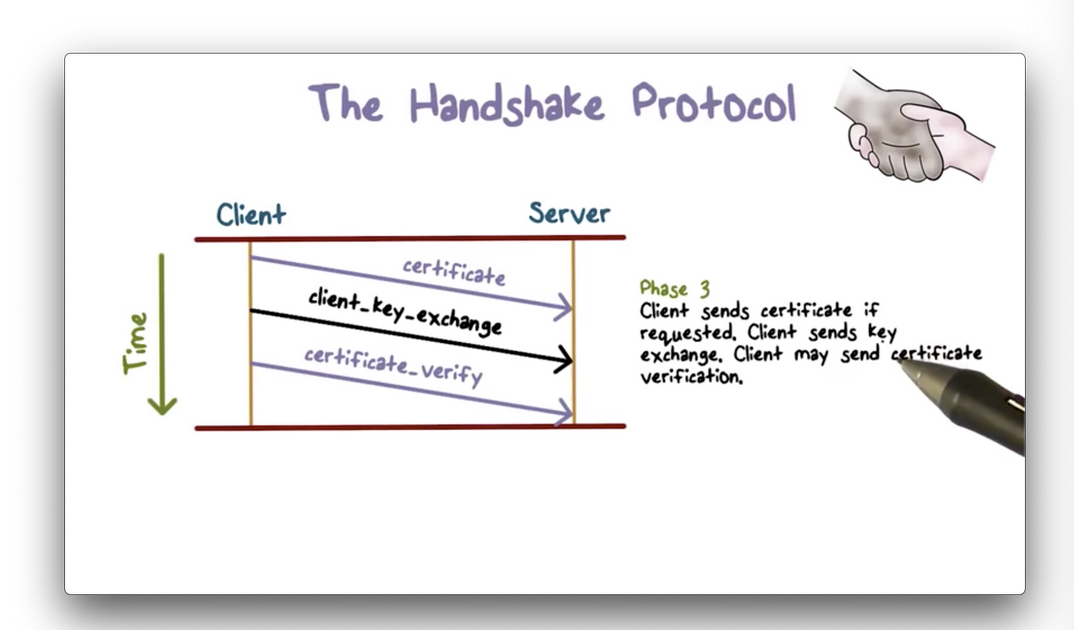 The Handshake Protocol
Client
Server
Time
certificate
client_key_exchange
certificate_verify
Phase 3
Client sends certificate if
requested. Client sends key
exchange. Client may send certificate
verification.